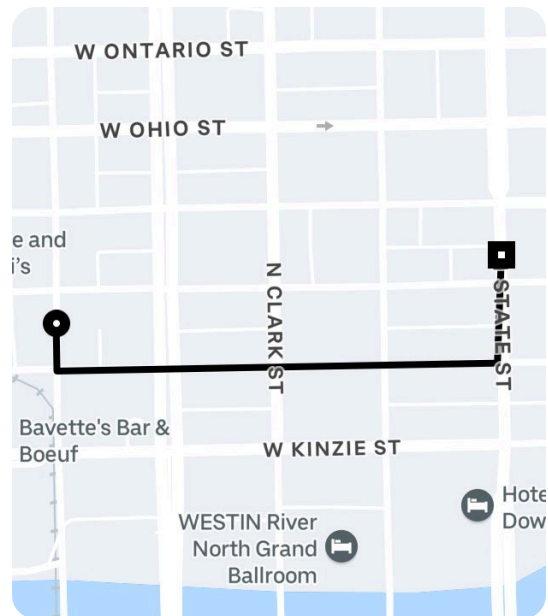 W ONTARIO ST
W OHIO ST
e and
i's
N CLARK ST
STATE ST
Bavette's Bar &
Boeuf
W KINZIE ST
WESTIN River
North Grand
Ballroom
Hote
Dow